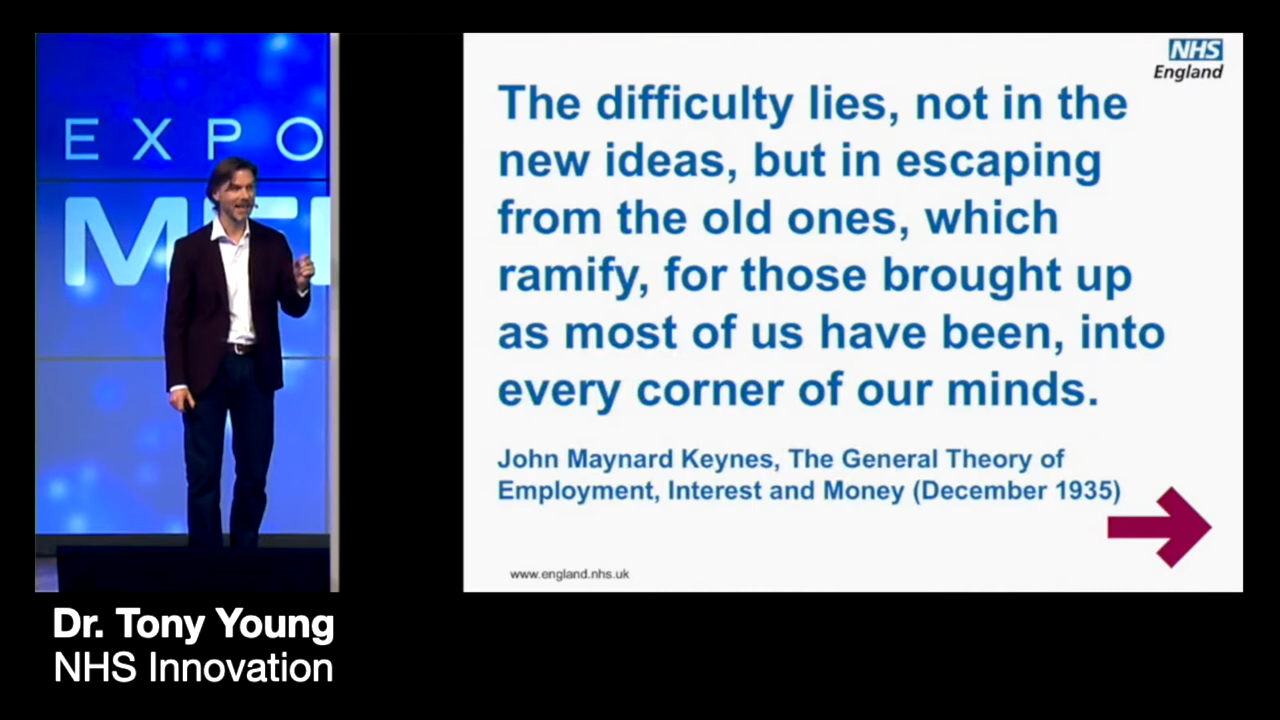 EXPO
NHS
England
The difficulty lies, not in the
new ideas, but in escaping
from the old ones, which
ramify, for those brought up
as most of us have been, into
every corner of our minds.
John Maynard Keynes, The General Theory of
Employment, Interest and Money (December 1935)
www.england.nhs.uk
Dr. Tony Young
NHS Innovation